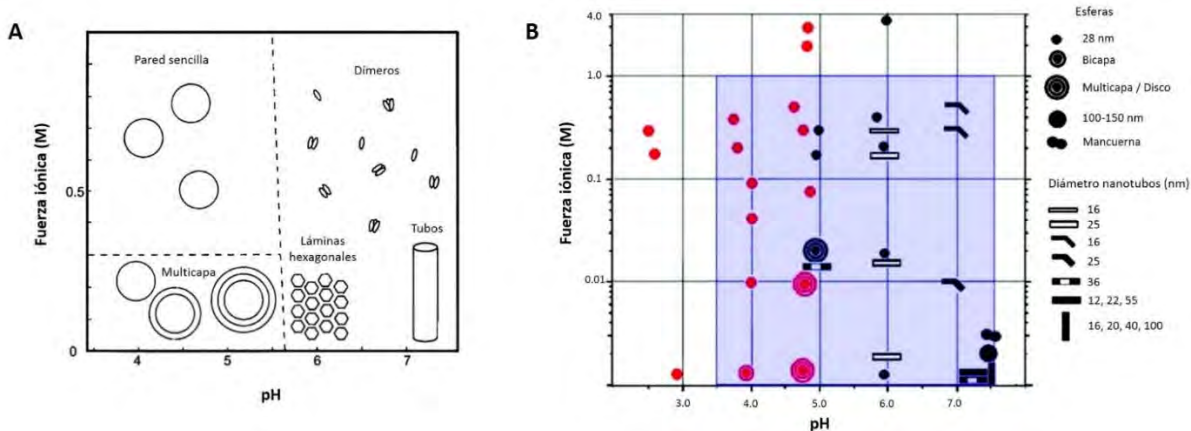 A
Fuerza iónica (M)
0.5
0
Pared sencilla
Dímeros
Multicapa
Láminas
hexagonales
Tubos
4
5
6
7
pH
B
Fuerza iónica (M)
4.0
1.0
0.1
0.01
3.0
4.0
5.0
6.0
7.0
pH
Esferas
28 nm
Bicapa
Multicapa / Disco
100-150 nm
Mancuerna
Diámetro nanotubos (nm)
16
25
16
25
36
12, 22, 55
16, 20, 40, 100